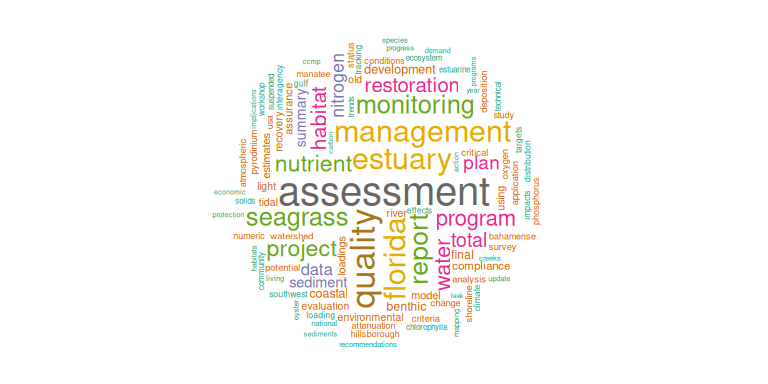 species
progress
demand
ccmp
status
tracking
conditions
ecosystem
manatee
development
estuarine
programs
gulf
nitrogen
old
restoration
year
deposition
technical
workshop
suspended
interagency
assurance
summary
habitat
trends
monitoring
study
implications
usa
recovery
estimates
carbon
management
targets
atmospheric
pyrodinium
nutrient
estuary
action
critical
plan
oxygen
distribution
economic
light
assessment
using
application
impacts
phosphorus
solids
tidal
protection
seagrass
river
effects
program
numeric
watershed
quality
florida
report
water
total
bahamense
survey
habitats
community
project
loadings
final
creeks
potential
data
compliance
living
sediment
analysis
update
southwest
coastal
model
task
shoreline
climate
oyster
evaluation
benthic
change
loading
environmental
criteria
mapping
national
attenuation
chlorophylla
sediments
hillsborough
recommendations